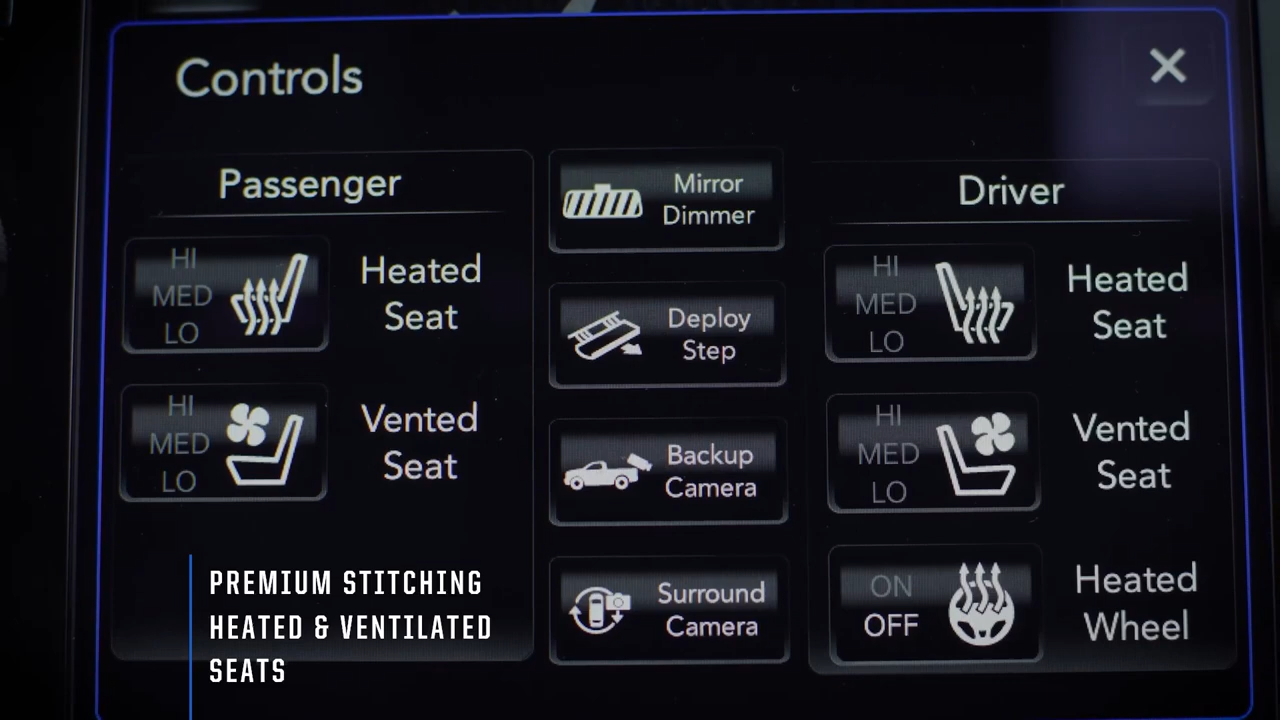 Controls
Passenger
HI
MED
LO
Heated
Seat
HI
MED
LO
Vented
Seat
Mirror
Dimmer
Deploy
Step
Backup
Camera
Surround
Camera
Driver
HI
MED
LO
Heated
Seat
HI
MED
LO
Vented
Seat
ON
OFF
Heated
Wheel
PREMIUM STITCHING
HEATED & VENTILATED
SEATS